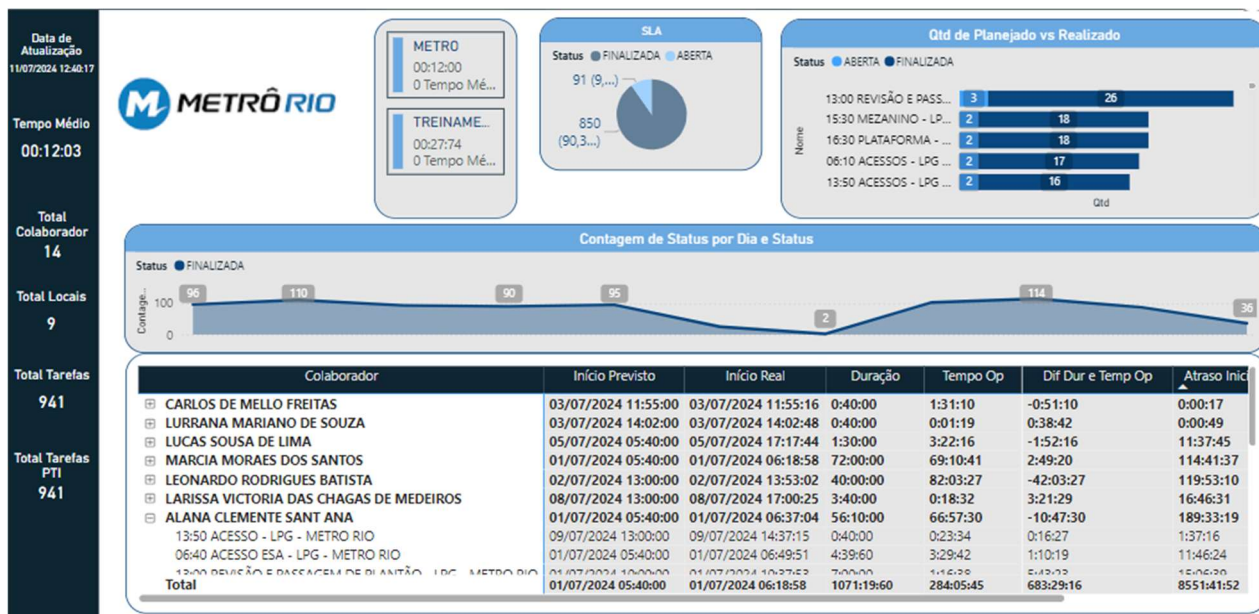 Data de
Atualização
11/07/2024 12:40:17
Tempo Médio
00:12:03
Total
Colaborador
14
Total Locais
9
Total Tarefas
941
Total Tarefas
PTI
941
METRÔ RIO
METRO
00:12:00
0 Tempo Mé...
TREINAME...
00:27:74
0 Tempo Mé...
SLA
Status FINALIZADA ABERTA
91 (9,...)
850
(90,3...)
Qtd de Planejado vs Realizado
Status ABERTA FINALIZADA
Nome
13:00 REVISÃO E PASS... 3 26
15:30 MEZANINO - LP... 2 18
16:30 PLATAFORMA - ... 2 18
06:10 ACESSOS - LPG ... 2 17
13:50 ACESSOS - LPG ... 2 16
Qtd
Contagem de Status por Dia e Status
Status FINALIZADA
Contage...
100
0
96 110 90 95 2 114 36
Colaborador Início Previsto Início Real Duração Tempo Op Dif Dur e Temp Op Atraso Inici
CARLOS DE MELLO FREITAS 03/07/2024 11:55:00 03/07/2024 11:55:16 0:40:00 1:31:10 -0:51:10 0:00:17
LURRANA MARIANO DE SOUZA 03/07/2024 14:02:00 03/07/2024 14:02:48 0:40:00 0:01:19 0:38:42 0:00:49
LUCAS SOUSA DE LIMA 05/07/2024 05:40:00 05/07/2024 17:17:44 1:30:00 3:22:16 -1:52:16 11:37:45
MARCIA MORAES DOS SANTOS 01/07/2024 05:40:00 01/07/2024 06:18:58 72:00:00 69:10:41 2:49:20 114:41:37
LEONARDO RODRIGUES BATISTA 02/07/2024 13:00:00 02/07/2024 13:53:02 40:00:00 82:03:27 -42:03:27 119:53:10
LARISSA VICTORIA DAS CHAGAS DE MEDEIROS 08/07/2024 13:00:00 08/07/2024 17:00:25 3:40:00 0:18:32 3:21:29 16:46:31
ALANA CLEMENTE SANT ANA 01/07/2024 05:40:00 01/07/2024 06:37:04 56:10:00 66:57:30 -10:47:30 189:33:19
13:50 ACESSO - LPG - METRO RIO 09/07/2024 13:00:00 09/07/2024 14:37:15 0:40:00 0:23:34 0:16:27 1:37:16
06:40 ACESSO ESA - LPG - METRO RIO 01/07/2024 05:40:00 01/07/2024 06:49:51 4:39:60 3:29:42 1:10:19 11:46:24
13:00 REVISÃO E PASSAGEM DE PLANTÃO - LPG - METRO RIO 01/07/2024
Total 01/07/2024 05:40:00 01/07/2024 06:18:58 1071:19:60 284:05:45 683:29:16 8551:41:52